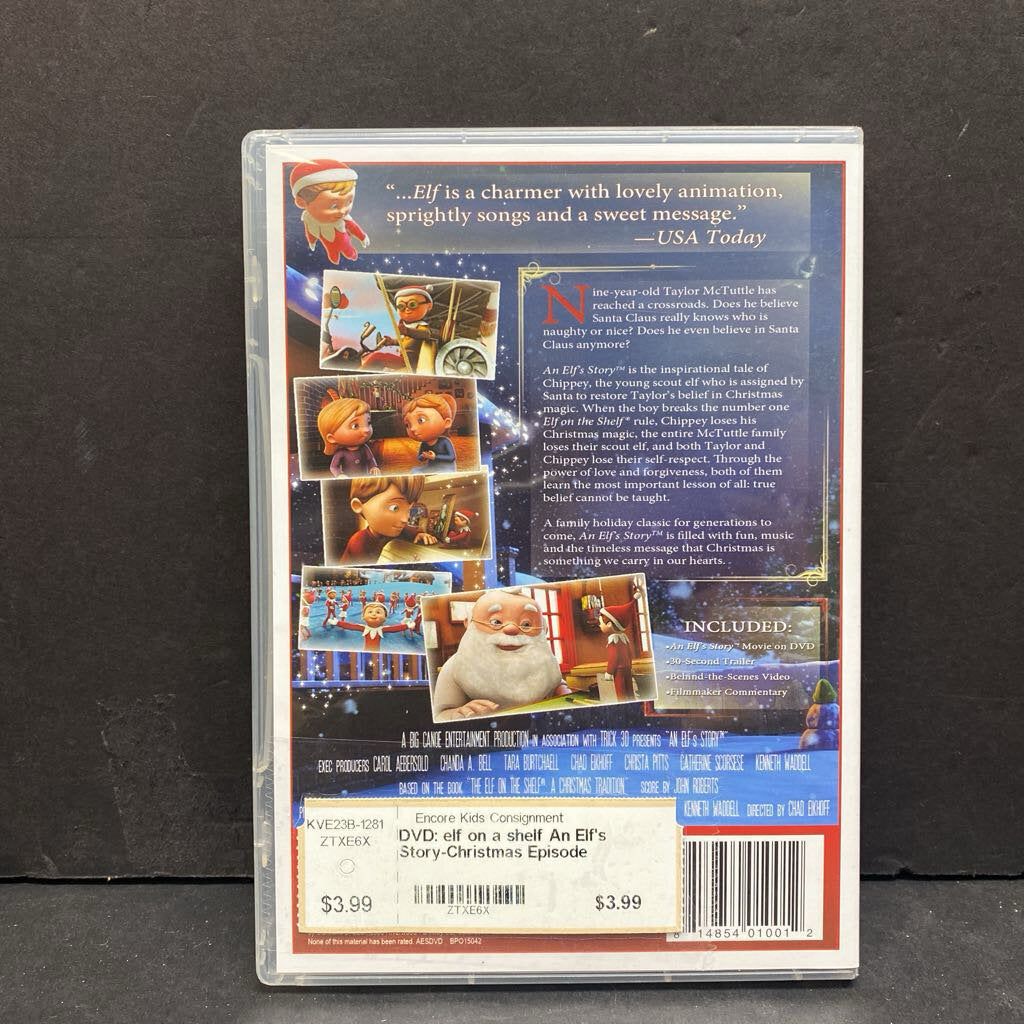 “...Elf is a charmer with lovely animation,
sprightly songs and a sweet message.”
—USA Today
Nine-year-old Taylor McTuttle has
reached a crossroads. Does he believe
Santa Claus really knows who is
naughty or nice? Does he even believe in Santa
Claus anymore?
An Elf's Story™ is the inspirational tale of
Chippey, the young scout elf who is assigned by
Santa to restore Taylor's belief in Christmas
magic. When the boy breaks the number one
Elf on the Shelf® rule, Chippey loses his
Christmas magic, the entire McTuttle family
loses their scout elf, and both Taylor and
Chippey lose their self-respect. Through the
power of love and forgiveness, both of them
learn the most important lesson of all: true
belief cannot be taught.
A family holiday classic for generations to
come, An Elf's Story™ is filled with fun, music
and the timeless message that Christmas is
something we carry in our hearts.
INCLUDED:
•An Elf's Story™ Movie on DVD
•30-Second Trailer
•Behind-the-Scenes Video
•Filmmaker Commentary
A BIG CANOE ENTERTAINMENT PRODUCTION IN ASSOCIATION WITH TRICK 3D PRESENTS "AN ELF'S STORY™"
EXEC PRODUCERS CAROL AEBERSOLD CHANDA A. BELL TARA BURTCHAELL CHAD EIKHOFF CHRISTA PITTS CATHERINE SCORSESE KENNETH WADDELL
BASED ON THE BOOK "THE ELF ON THE SHELF®: A CHRISTMAS TRADITION" SCORE BY JOHN ROBERTS
KENNETH WADDELL DIRECTED BY CHAD EIKHOFF
KVE23B-1281
ZTXE6X
$3.99
Encore Kids Consignment
DVD: elf on a shelf An Elf's
Story-Christmas Episode
ZTXE6X
$3.99
None of this material has been rated. AESDVD BPO15042
8 14854 01001 2